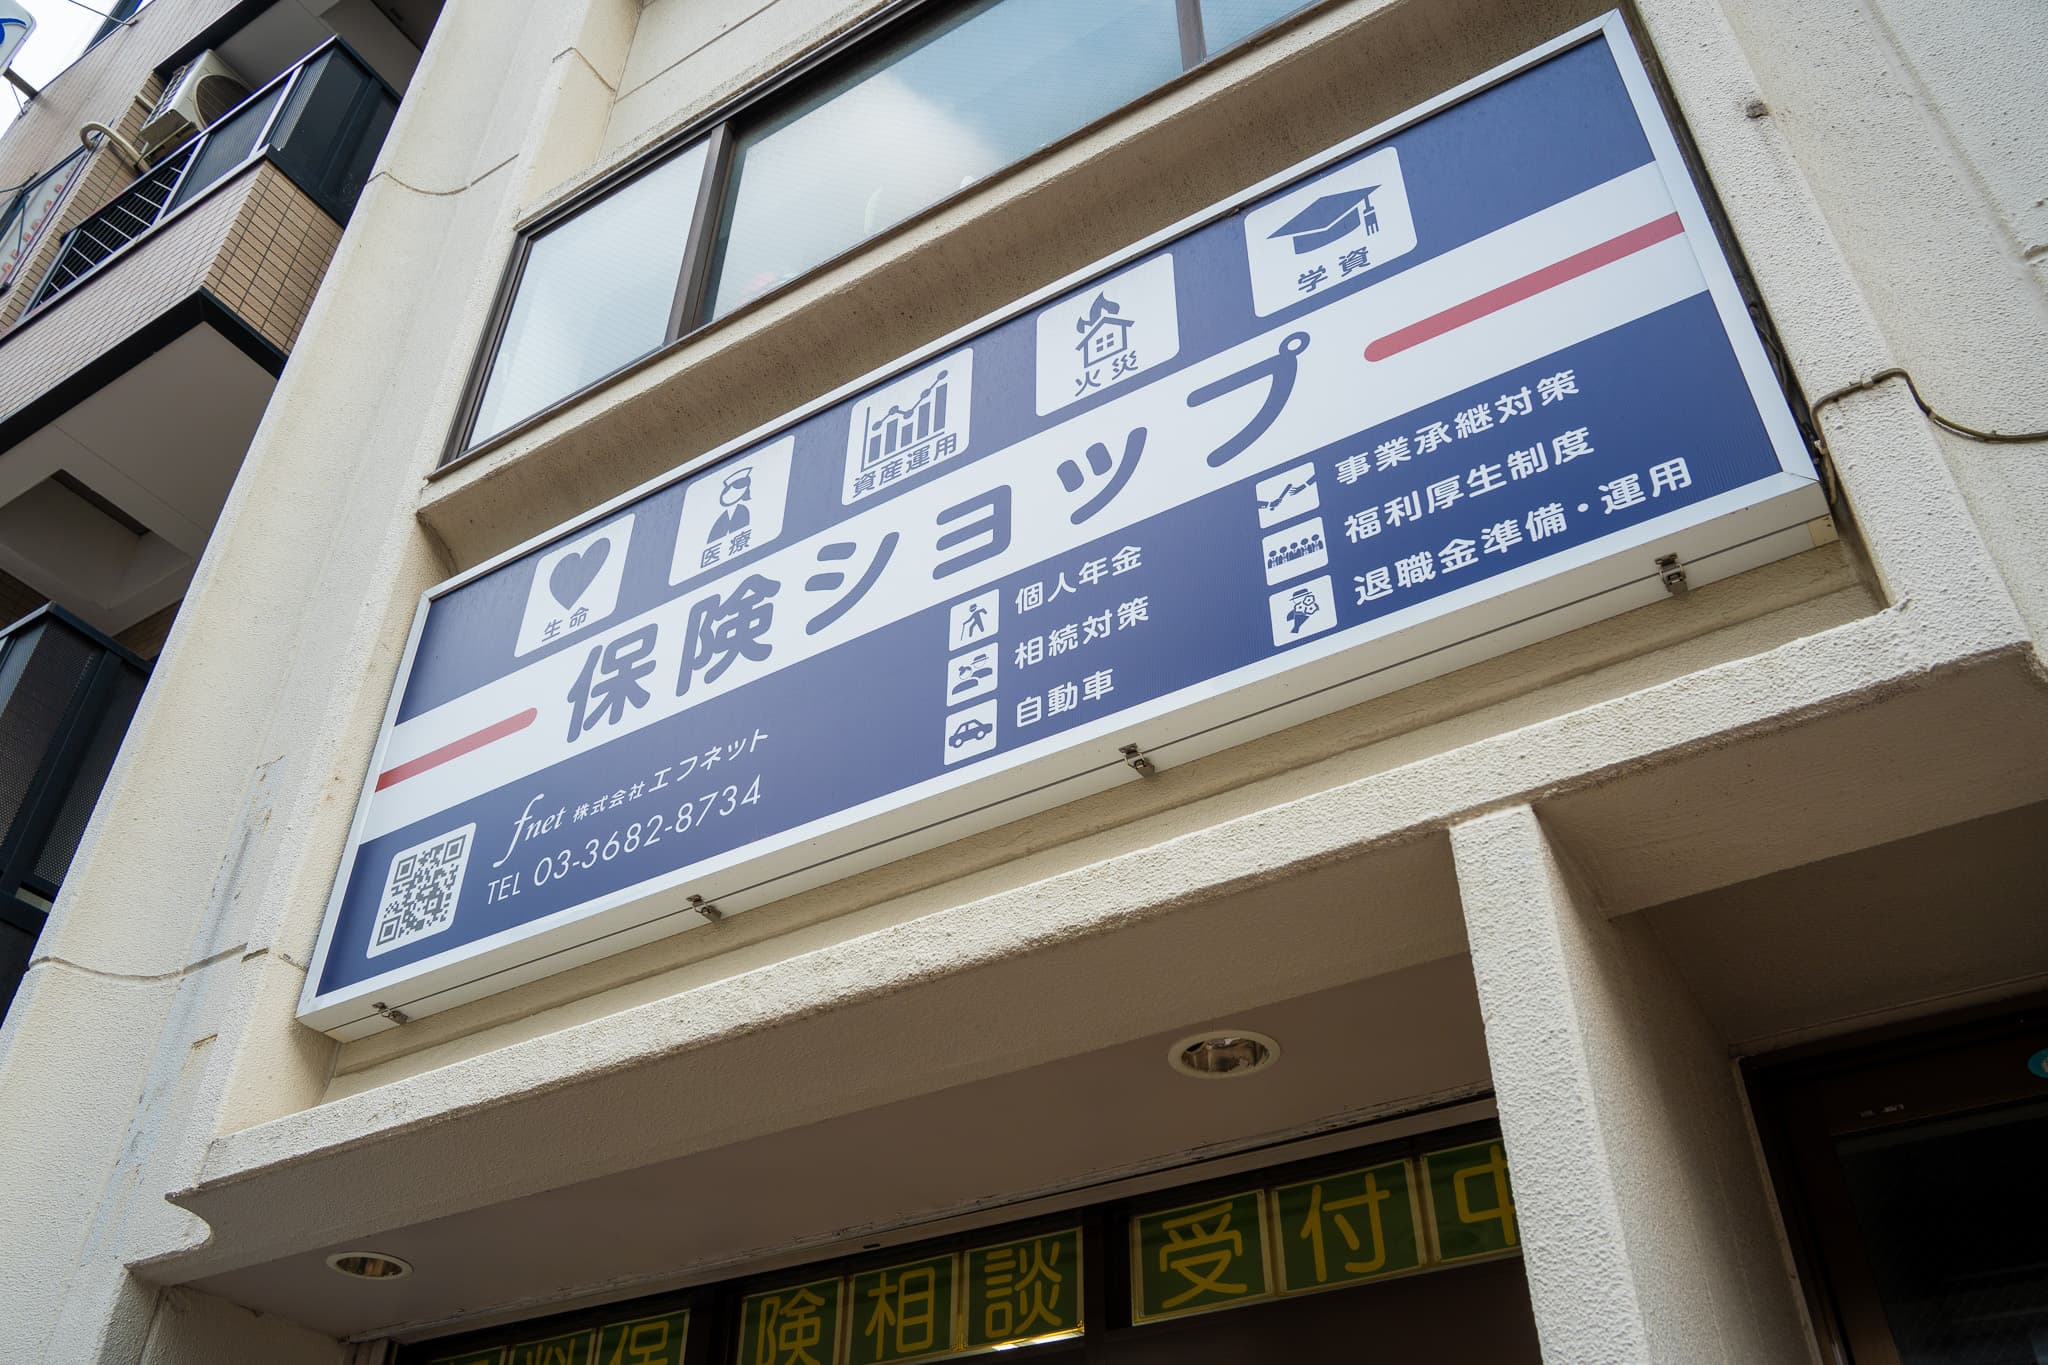 生命
医療
資産運用
火災
学資
保険ショップ
fnet 株式会社エフネット
TEL 03-3682-8734
個人年金
相続対策
自動車
事業承継対策
福利厚生制度
退職金準備・運用
料保険相談 受付中